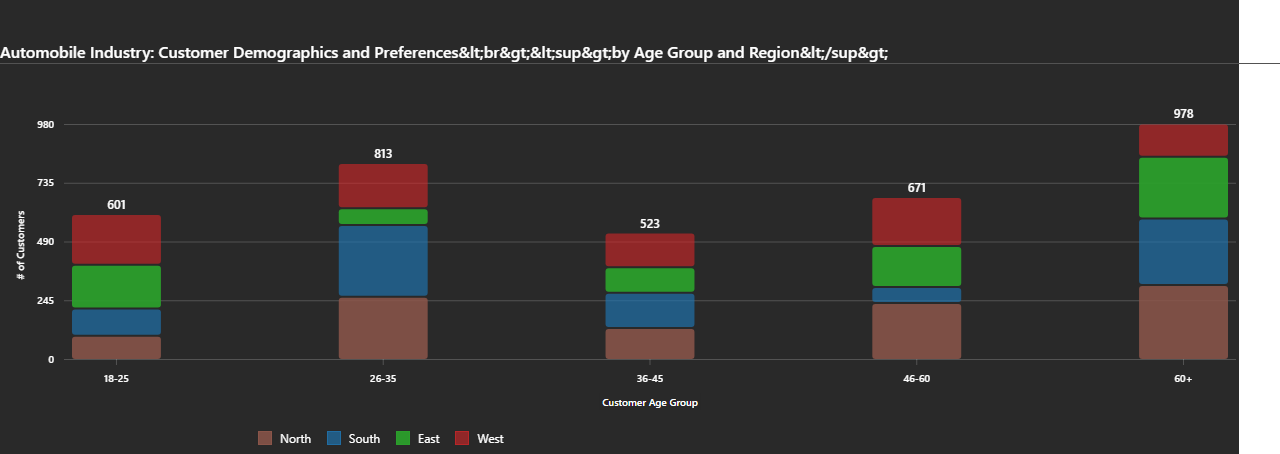 Automobile Industry: Customer Demographics and Preferences&lt;br&gt;&lt;sup&gt;by Age Group and Region&lt;/sup&gt;
978
980
813
735
671
601
523
490
# of Customers
245
0
18-25 26-35 36-45 46-60 60+
Customer Age Group
North South East West